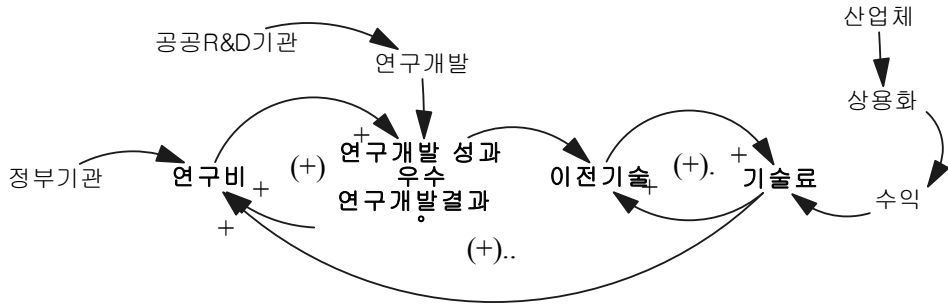 산업체
공공R&D기관
연구개발
상용화
정부기관
연구비
(+)
+
연구개발 성과
우수
연구개발결과
이전기술
(+).
+
기술료
수익
+
+
+
(+)..